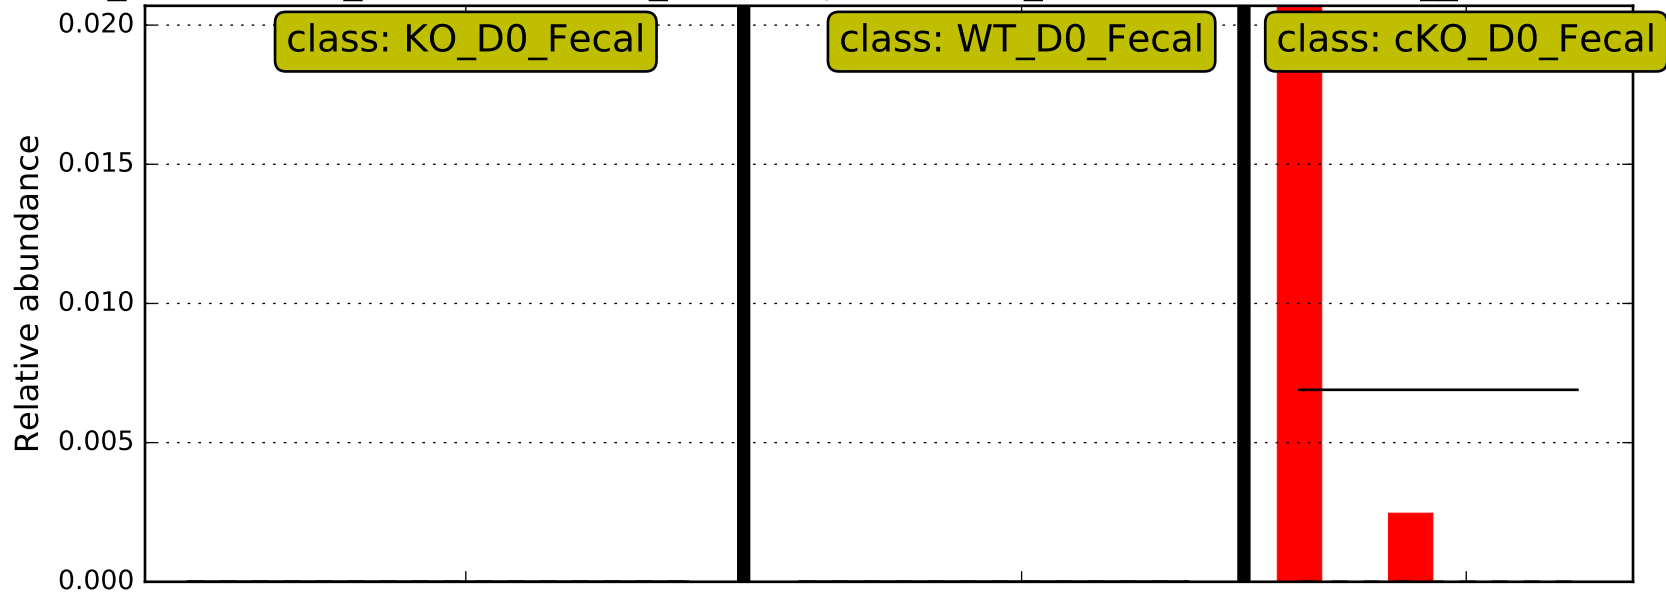 class: KO_D0_Fecal
class: WT_D0_Fecal
class: cKO_D0_Fecal
Relative abundance
0.020
0.015
0.010
0.005
0.000